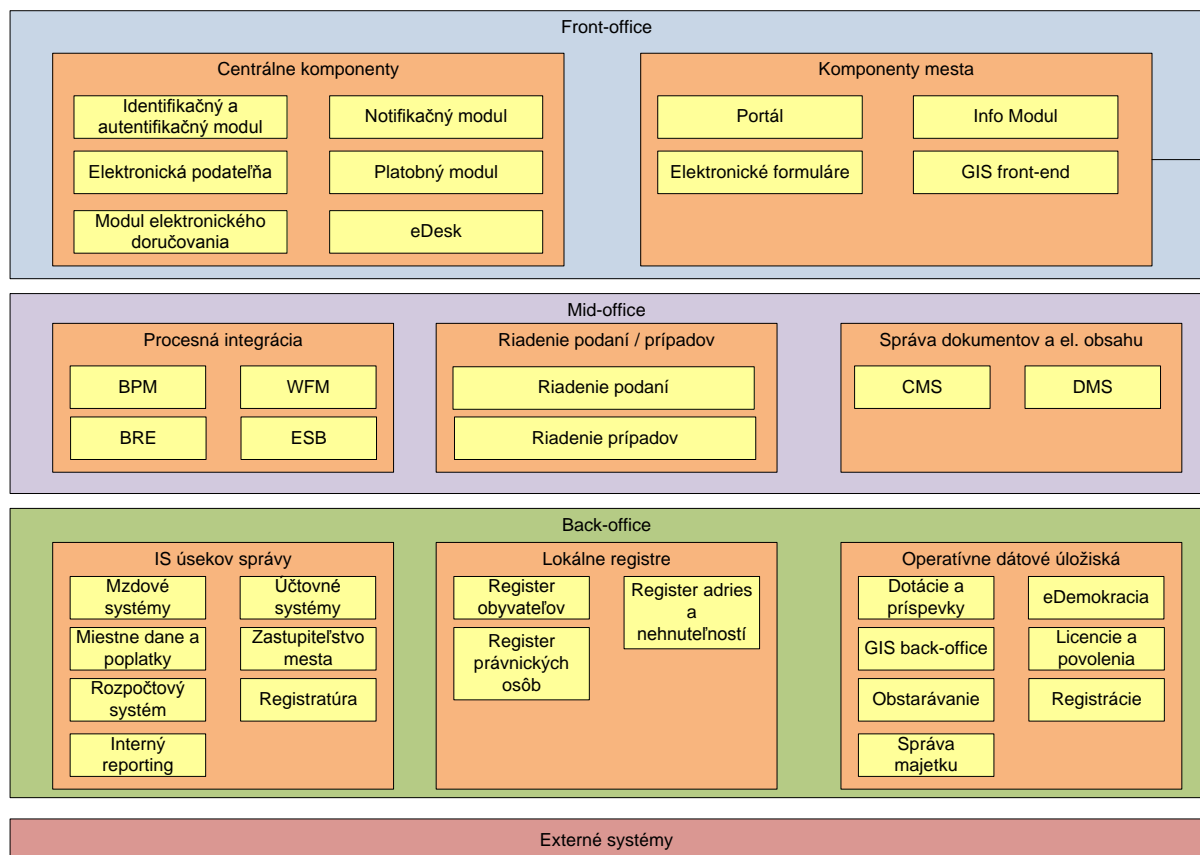 Front-office
Centrálne komponenty
Identifikačný a
autentifikačný modul
Notifikačný modul
Elektronická podateľňa
Platobný modul
Modul elektronického
doručovania
eDesk
Komponenty mesta
Portál
Info Modul
Elektronické formuláre
GIS front-end
Mid-office
Procesná integrácia
BPM
WFM
BRE
ESB
Riadenie podaní / prípadov
Riadenie podaní
Riadenie prípadov
Správa dokumentov a el. obsahu
CMS
DMS
Back-office
IS úsekov správy
Mzdové
systémy
Účtovné
systémy
Miestne dane a
poplatky
Zastupiteľstvo
mesta
Rozpočtový
systém
Registratúra
Interný
reporting
Lokálne registre
Register
obyvateľov
Register adries
a
nehnuteľností
Register
právnických
osôb
Operatívne dátové úložiská
Dotácie a
príspevky
eDemokracia
GIS back-office
Licencie a
povolenia
Obstarávanie
Registrácie
Správa
majetku
Externé systémy